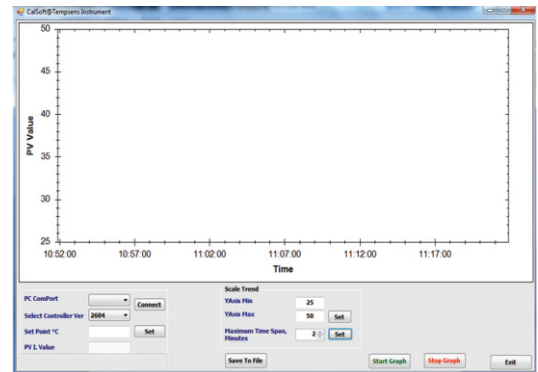 CalSoft@Tempsens Instrument
50
45
40
35
30
25
PV Value
10:52:00 10:57:00 11:02:00 11:07:00 11:12:00 11:17:00
Time
PC ComPort Connect
Select Controller Ver 2604
Set Point °C Set
PV I. Value
Scale Trend
YAxis Min 25
YAxis Max 50 Set
Maximum Time Span, Minutes 2 Set
Save To File
Start Graph Stop Graph Exit